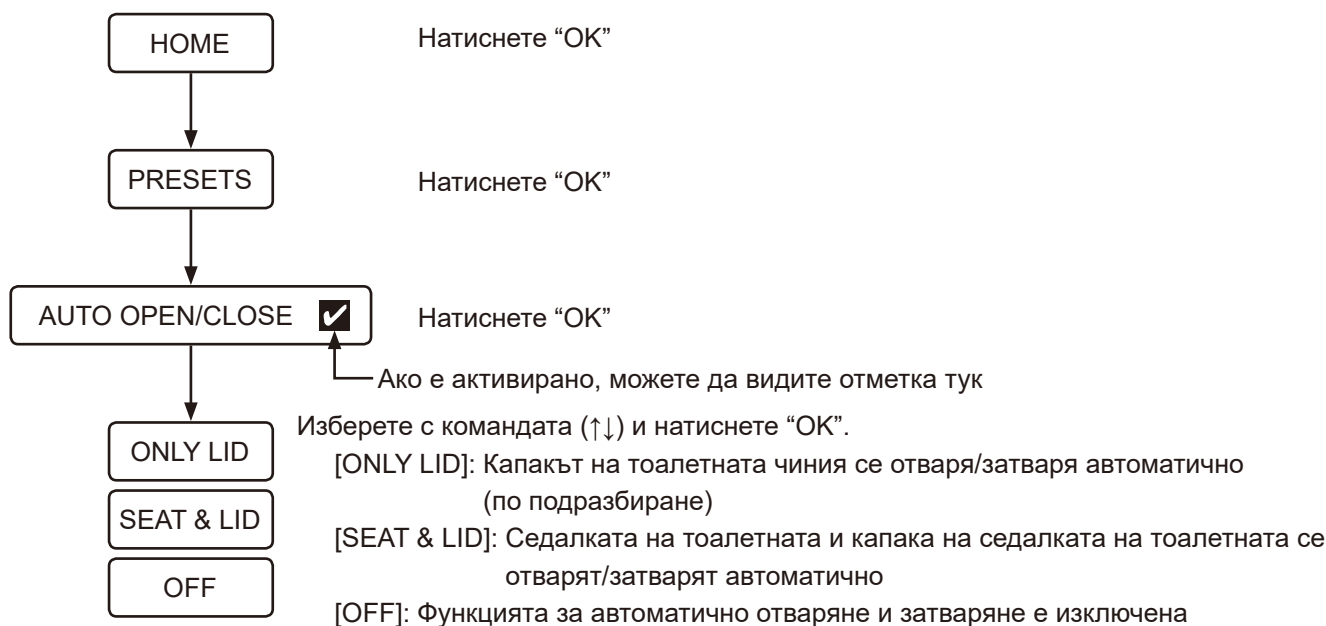 HOME Натиснете “OK”
PRESETS Натиснете “OK”
AUTO OPEN/CLOSE ✔ Натиснете “OK”
Ако е активирано, можете да видите отметка тук
Изберете с командата (↑↓) и натиснете “OK”.
ONLY LID
[ONLY LID]: Капакът на тоалетната чиния се отваря/затваря автоматично
(по подразбиране)
SEAT & LID
[SEAT & LID]: Седалката на тоалетната и капака на седалката на тоалетната се
отварят/затварят автоматично
OFF
[OFF]: Функцията за автоматично отваряне и затваряне е изключена